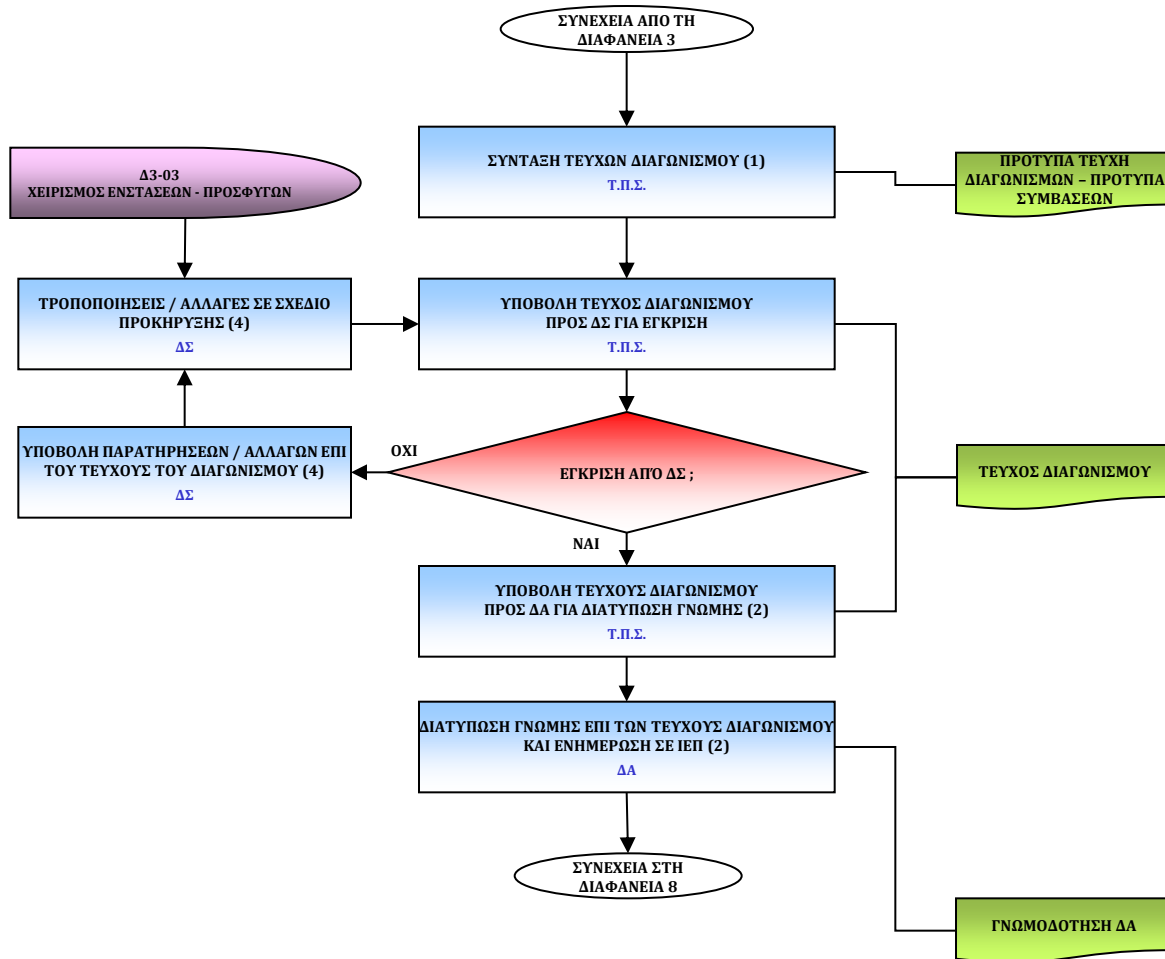 ΣΥΝΕΧΕΙΑ ΑΠΟ ΤΗ
ΔΙΑΦΑΝΕΙΑ 3
ΣΥΝΤΑΞΗ ΤΕΥΧΩΝ ΔΙΑΓΩΝΙΣΜΟΥ (1)
Τ.Π.Σ.
ΠΡΟΤΥΠΑ ΤΕΥΧΗ
ΔΙΑΓΩΝΙΣΜΩΝ – ΠΡΟΤΥΠΑ
ΣΥΜΒΑΣΕΩΝ
Δ3-03
ΧΕΙΡΙΣΜΟΣ ΕΝΣΤΑΣΕΩΝ - ΠΡΟΣΦΥΓΩΝ
ΤΡΟΠΟΠΟΙΗΣΕΙΣ / ΑΛΛΑΓΕΣ ΣΕ ΣΧΕΔΙΟ
ΠΡΟΚΗΡΥΞΗΣ (4)
ΔΣ
ΥΠΟΒΟΛΗ ΤΕΥΧΟΣ ΔΙΑΓΩΝΙΣΜΟΥ
ΠΡΟΣ ΔΣ ΓΙΑ ΕΓΚΡΙΣΗ
Τ.Π.Σ.
ΥΠΟΒΟΛΗ ΠΑΡΑΤΗΡΗΣΕΩΝ / ΑΛΛΑΓΩΝ ΕΠΙ
ΤΟΥ ΤΕΥΧΟΥΣ ΤΟΥ ΔΙΑΓΩΝΙΣΜΟΥ (4)
ΔΣ
ΟΧΙ
ΕΓΚΡΙΣΗ ΑΠΌ ΔΣ ;
ΤΕΥΧΟΣ ΔΙΑΓΩΝΙΣΜΟΥ
ΝΑΙ
ΥΠΟΒΟΛΗ ΤΕΥΧΟΥΣ ΔΙΑΓΩΝΙΣΜΟΥ
ΠΡΟΣ ΔΑ ΓΙΑ ΔΙΑΤΥΠΩΣΗ ΓΝΩΜΗΣ (2)
Τ.Π.Σ.
ΔΙΑΤΥΠΩΣΗ ΓΝΩΜΗΣ ΕΠΙ ΤΩΝ ΤΕΥΧΟΥΣ ΔΙΑΓΩΝΙΣΜΟΥ
ΚΑΙ ΕΝΗΜΕΡΩΣΗ ΣΕ ΙΕΠ (2)
ΔΑ
ΣΥΝΕΧΕΙΑ ΣΤΗ
ΔΙΑΦΑΝΕΙΑ 8
ΓΝΩΜΟΔΟΤΗΣΗ ΔΑ